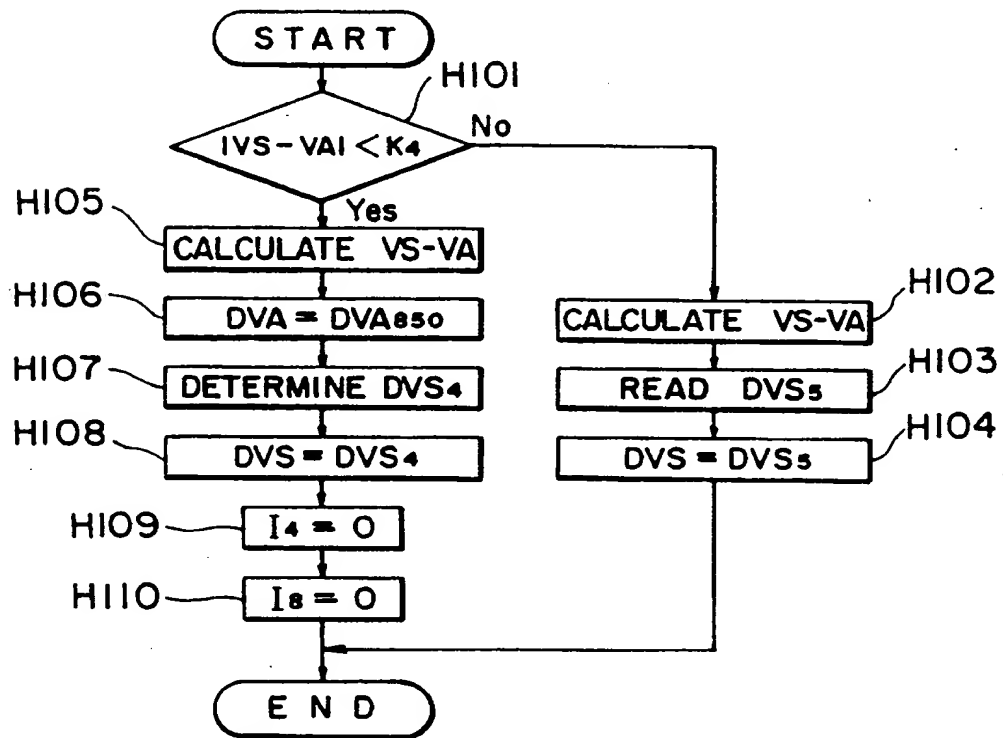 START
H101
|VS-VA| < K4
No
Yes
H105
CALCULATE VS-VA
H106
DVA = DVA850
H102
CALCULATE VS-VA
H107
DETERMINE DVS4
H103
READ DVS5
H108
DVS = DVS4
H104
DVS = DVS5
H109
I4 = 0
H110
I8 = 0
END